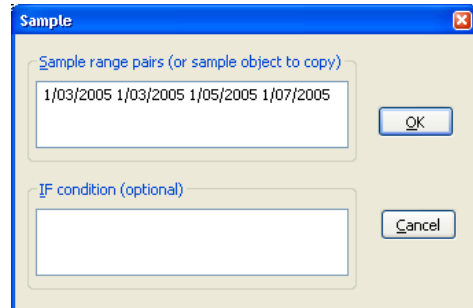 Sample
Sample range pairs (or sample object to copy)
1/03/2005 1/03/2005 1/05/2005 1/07/2005
OK
IF condition (optional)
Cancel